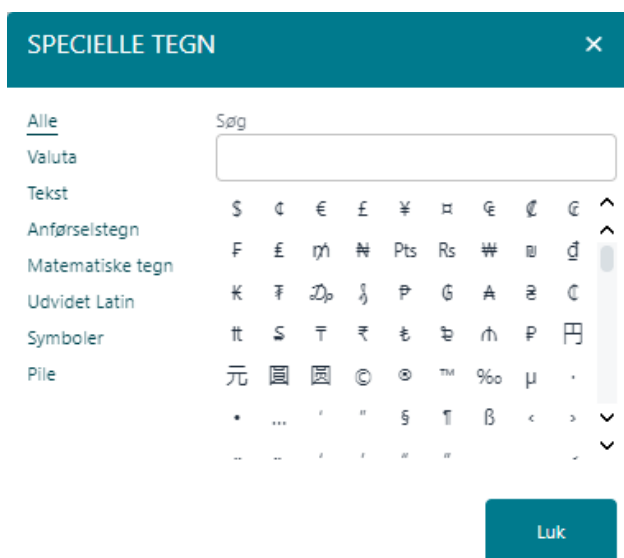 SPECIELLE TEGN
Alle
Valuta
Tekst
Anførselstegn
Matematiske tegn
Udvidet Latin
Symboler
Pile
Søg
$ ¢ € £ ¥ ¤ ₠ ₡ ₢
₣ ₤ ₥ ₦ ₧ ₨ ₩ ₪ ₫
₭ ₮ ₯ ₰ ₱ ₲ ₳ ₴ ₵
₶ ₷ ₸ ₹ ₺ ₻ ₼ ₽ 円
元 圓 圆 © ® ™ ‰ µ ·
• … ′ ″ § ¶ ß ‹ ›
Luk